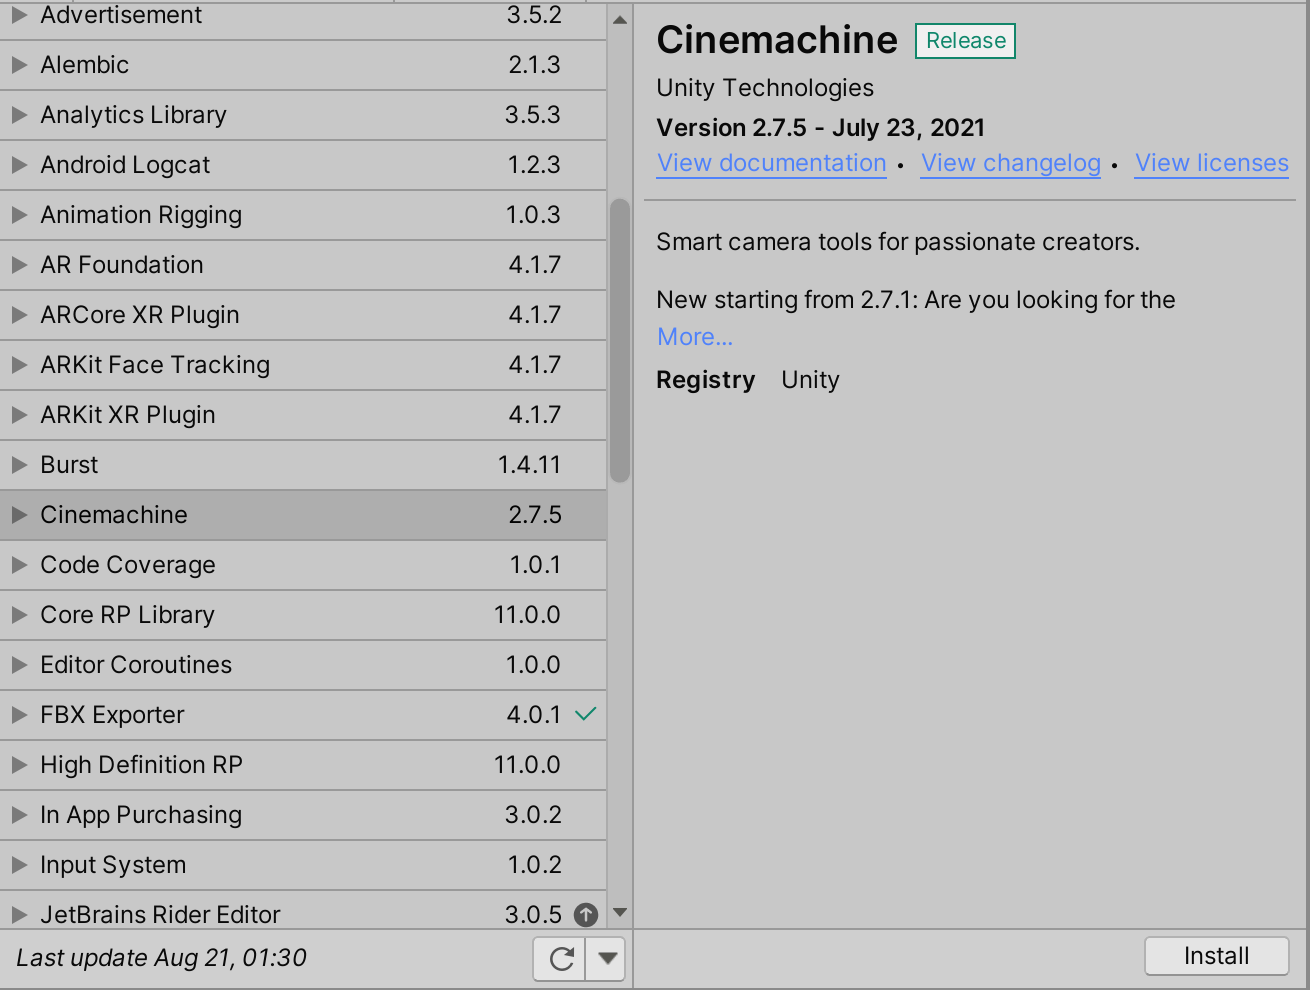 Advertisement 3.5.2
Alembic 2.1.3
Analytics Library 3.5.3
Android Logcat 1.2.3
Animation Rigging 1.0.3
AR Foundation 4.1.7
ARCore XR Plugin 4.1.7
ARKit Face Tracking 4.1.7
ARKit XR Plugin 4.1.7
Burst 1.4.11
Cinemachine 2.7.5
Code Coverage 1.0.1
Core RP Library 11.0.0
Editor Coroutines 1.0.0
FBX Exporter 4.0.1
High Definition RP 11.0.0
In App Purchasing 3.0.2
Input System 1.0.2
JetBrains Rider Editor 3.0.5
Last update Aug 21, 01:30
Cinemachine Release
Unity Technologies
Version 2.7.5 - July 23, 2021
View documentation • View changelog • View licenses
Smart camera tools for passionate creators.
New starting from 2.7.1: Are you looking for the
More...
Registry Unity
Install